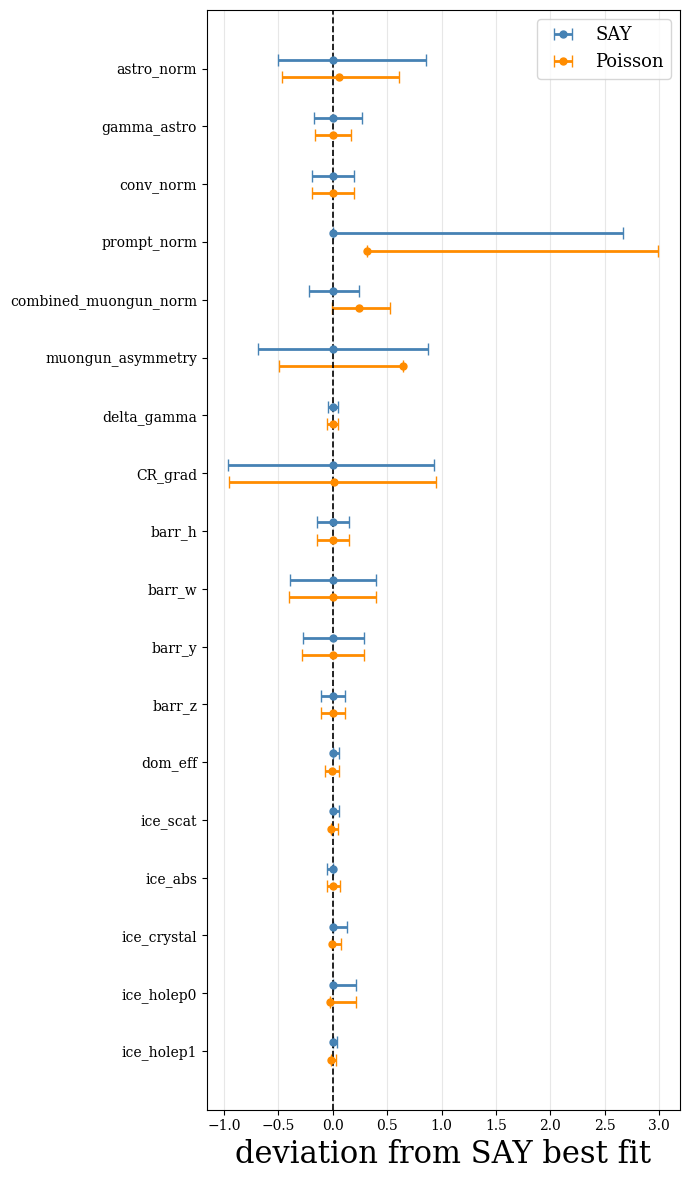 SAY
Poisson
astro_norm
gamma_astro
conv_norm
prompt_norm
combined_muongun_norm
muongun_asymmetry
delta_gamma
CR_grad
barr_h
barr_w
barr_y
barr_z
dom_eff
ice_scat
ice_abs
ice_crystal
ice_holep0
ice_holep1
−1.0 −0.5 0.0 0.5 1.0 1.5 2.0 2.5 3.0
deviation from SAY best fit